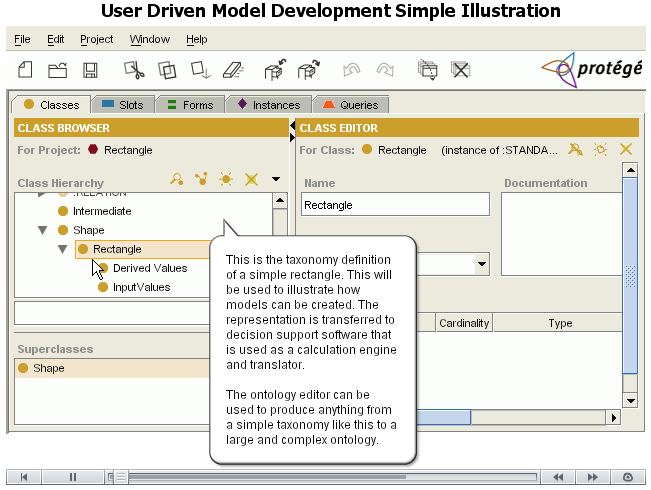 User Driven Model Development Simple Illustration
File Edit Project Window Help
protégé
Classes Slots Forms Instances Queries
CLASS BROWSER
For Project: Rectangle
Class Hierarchy
:RELATION
Intermediate
Shape
Rectangle
Derived Values
InputValues
Superclasses
Shape
CLASS EDITOR
For Class: Rectangle (instance of :STANDA...
Name
Documentation
Rectangle
Cardinality
Type
This is the taxonomy definition
of a simple rectangle. This will
be used to illustrate how
models can be created. The
representation is transferred to
decision support software that
is used as a calculation engine
and translator.
The ontology editor can be
used to produce anything from
a simple taxonomy like this to a
large and complex ontology.